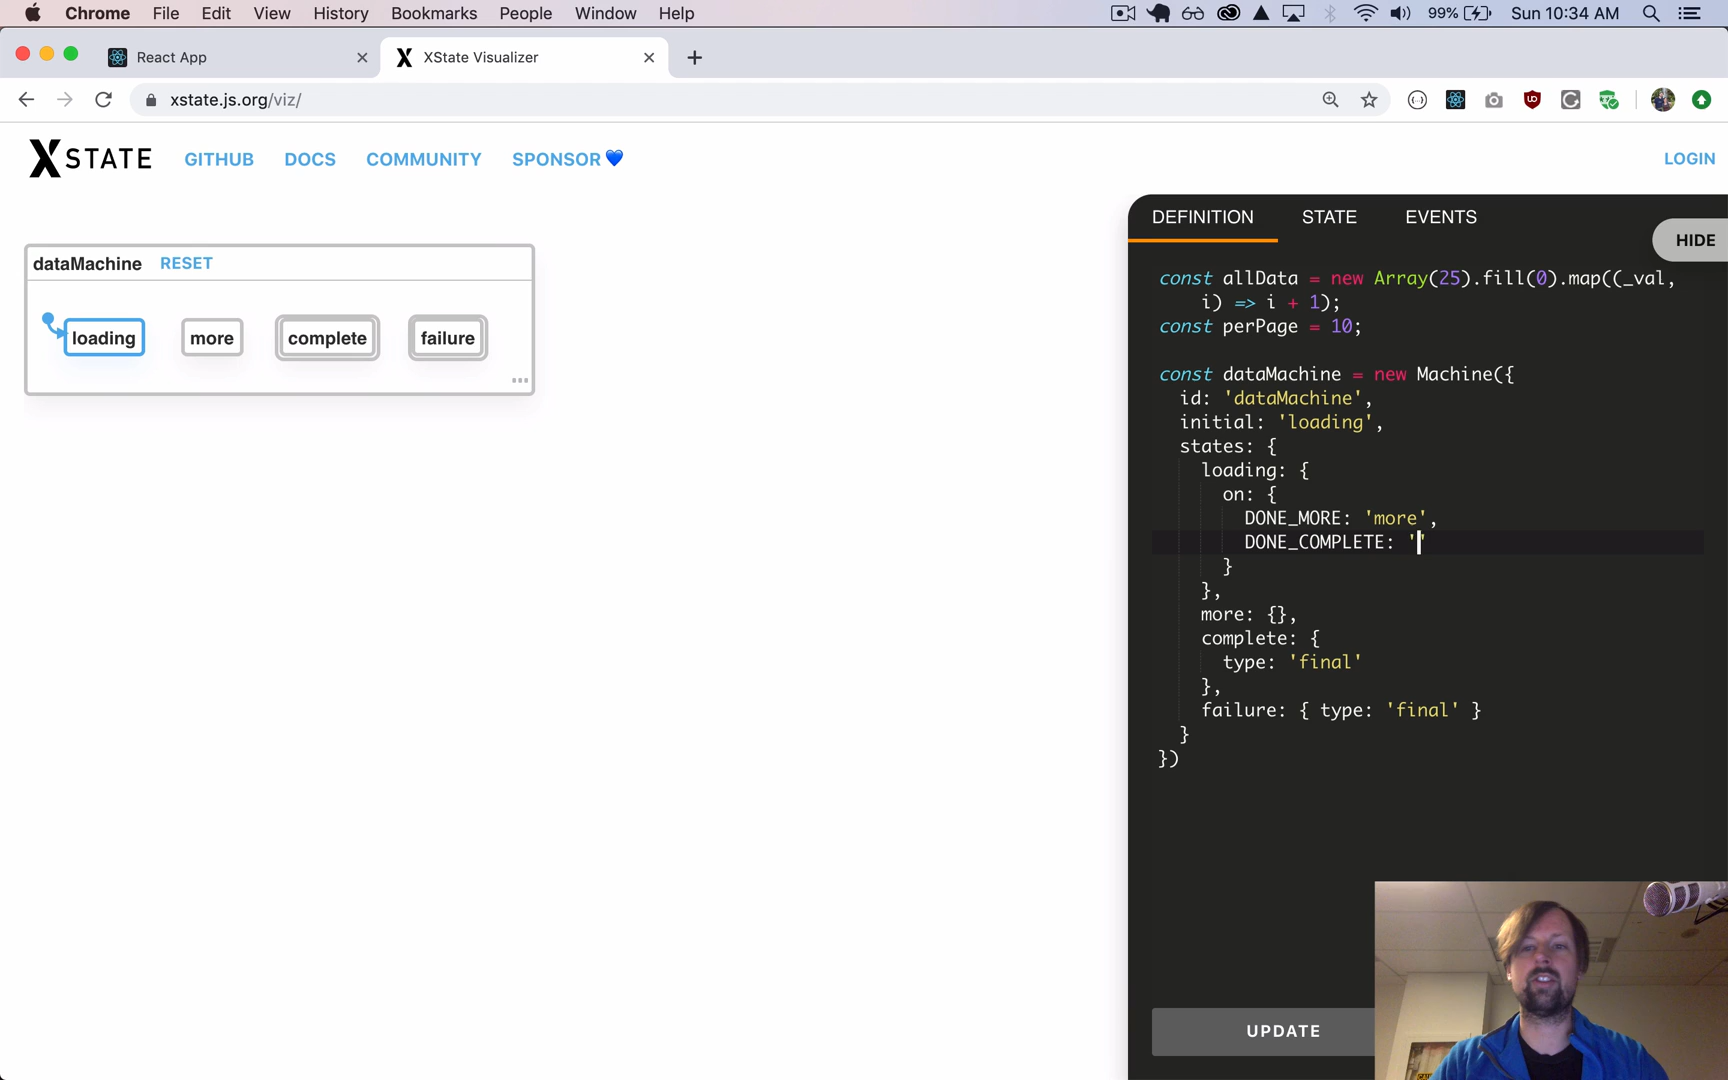 Chrome File Edit View History Bookmarks People Window Help 99% Sun 10:34 AM
React App XState Visualizer
xstate.js.org/viz/
XSTATE GITHUB DOCS COMMUNITY SPONSOR 💙 LOGIN
DEFINITION STATE EVENTS
HIDE
dataMachine RESET
loading more complete failure
const allData = new Array(25).fill(0).map((_val,
i) => i + 1);
const perPage = 10;
const dataMachine = new Machine({
id: 'dataMachine',
initial: 'loading',
states: {
loading: {
on: {
DONE_MORE: 'more',
DONE_COMPLETE: ''
}
},
more: {},
complete: {
type: 'final'
},
failure: { type: 'final' }
}
})
UPDATE